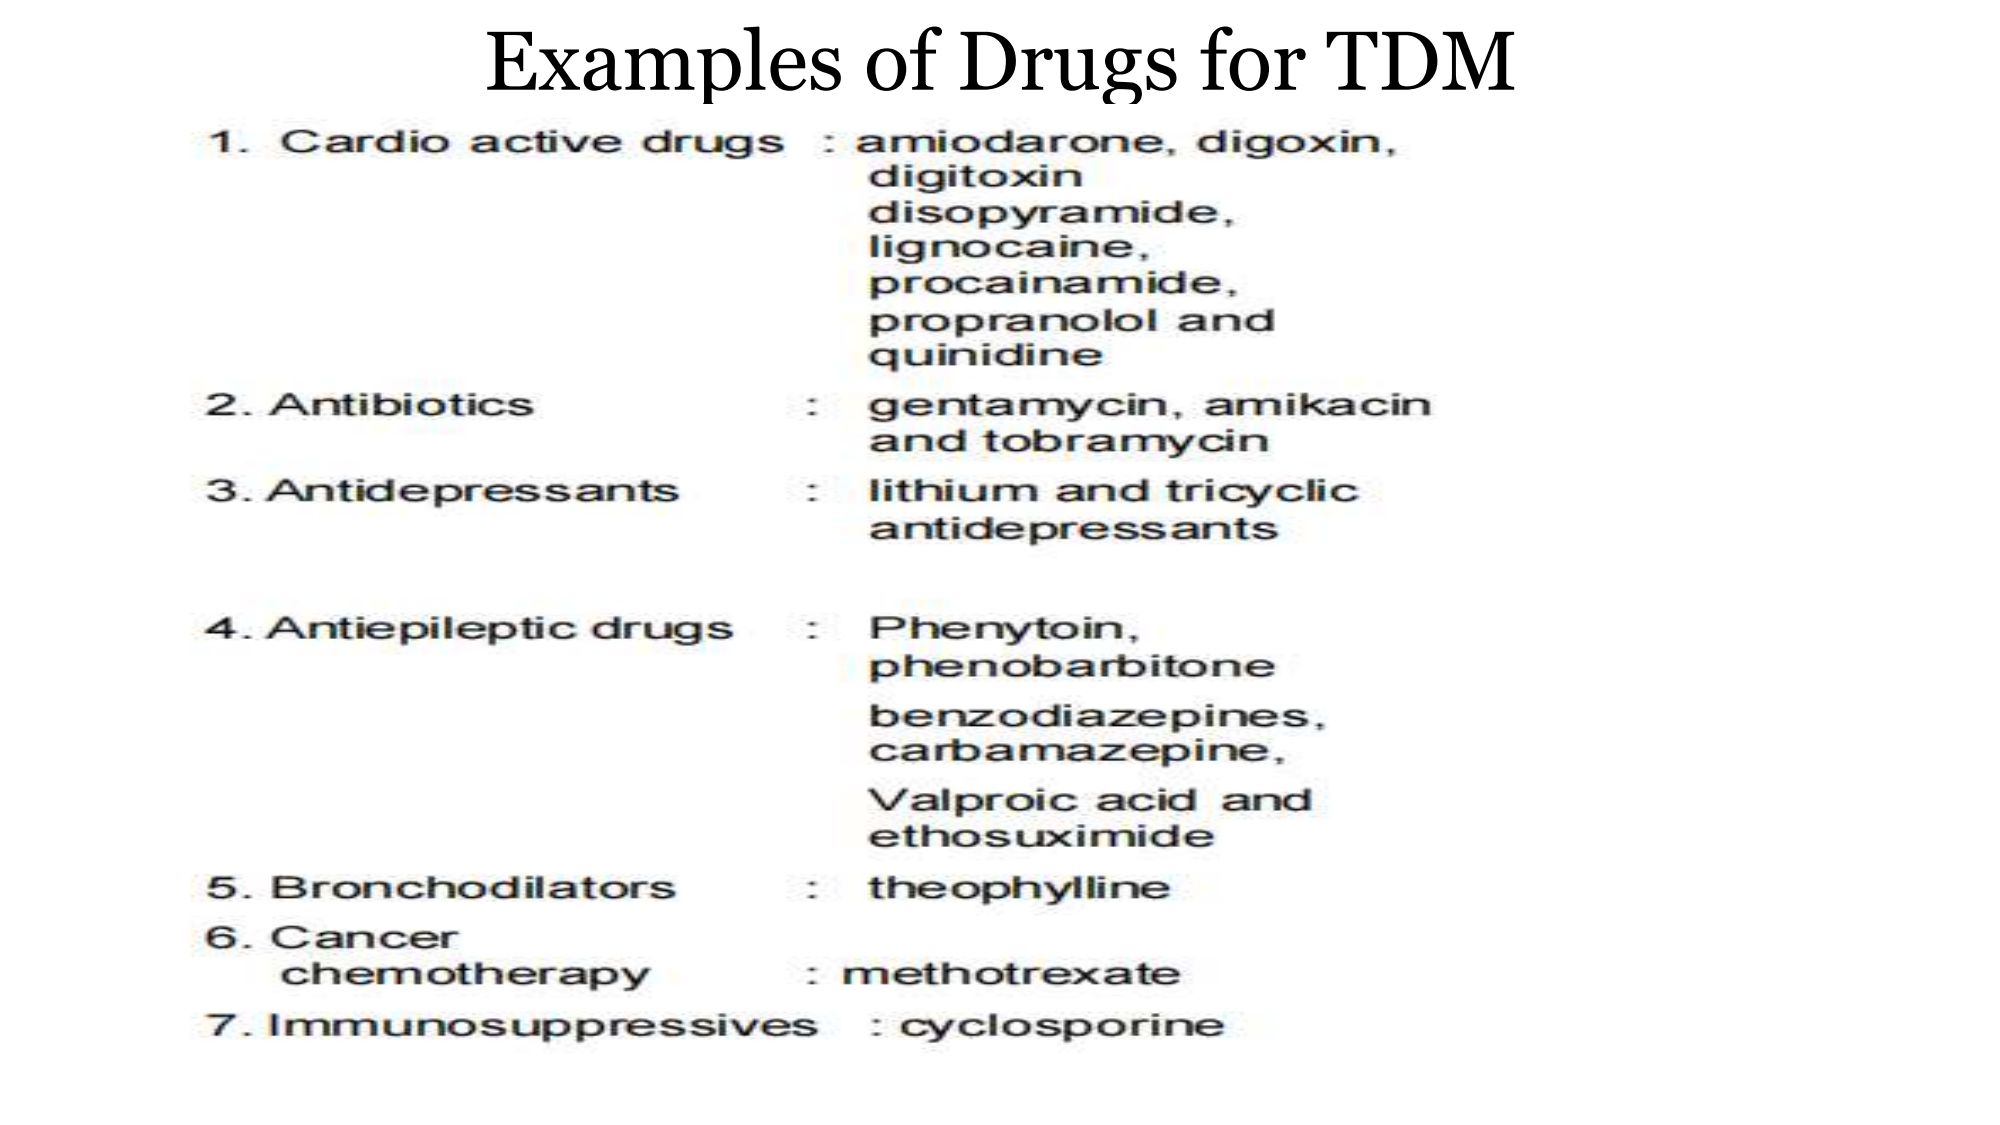 Examples of Drugs for TDM
1. Cardio active drugs : amiodarone, digoxin,
digitoxin
disopyramide,
lignocaine,
procainamide,
propranolol and
quinidine
2. Antibiotics : gentamycin, amikacin
and tobramycin
3. Antidepressants : lithium and tricyclic
antidepressants
4. Antiepileptic drugs : Phenytoin,
phenobarbitone
benzodiazepines,
carbamazepine,
Valproic acid and
ethosuximide
5. Bronchodilators : theophylline
6. Cancer
chemotherapy : methotrexate
7. Immunosuppressives : cyclosporine